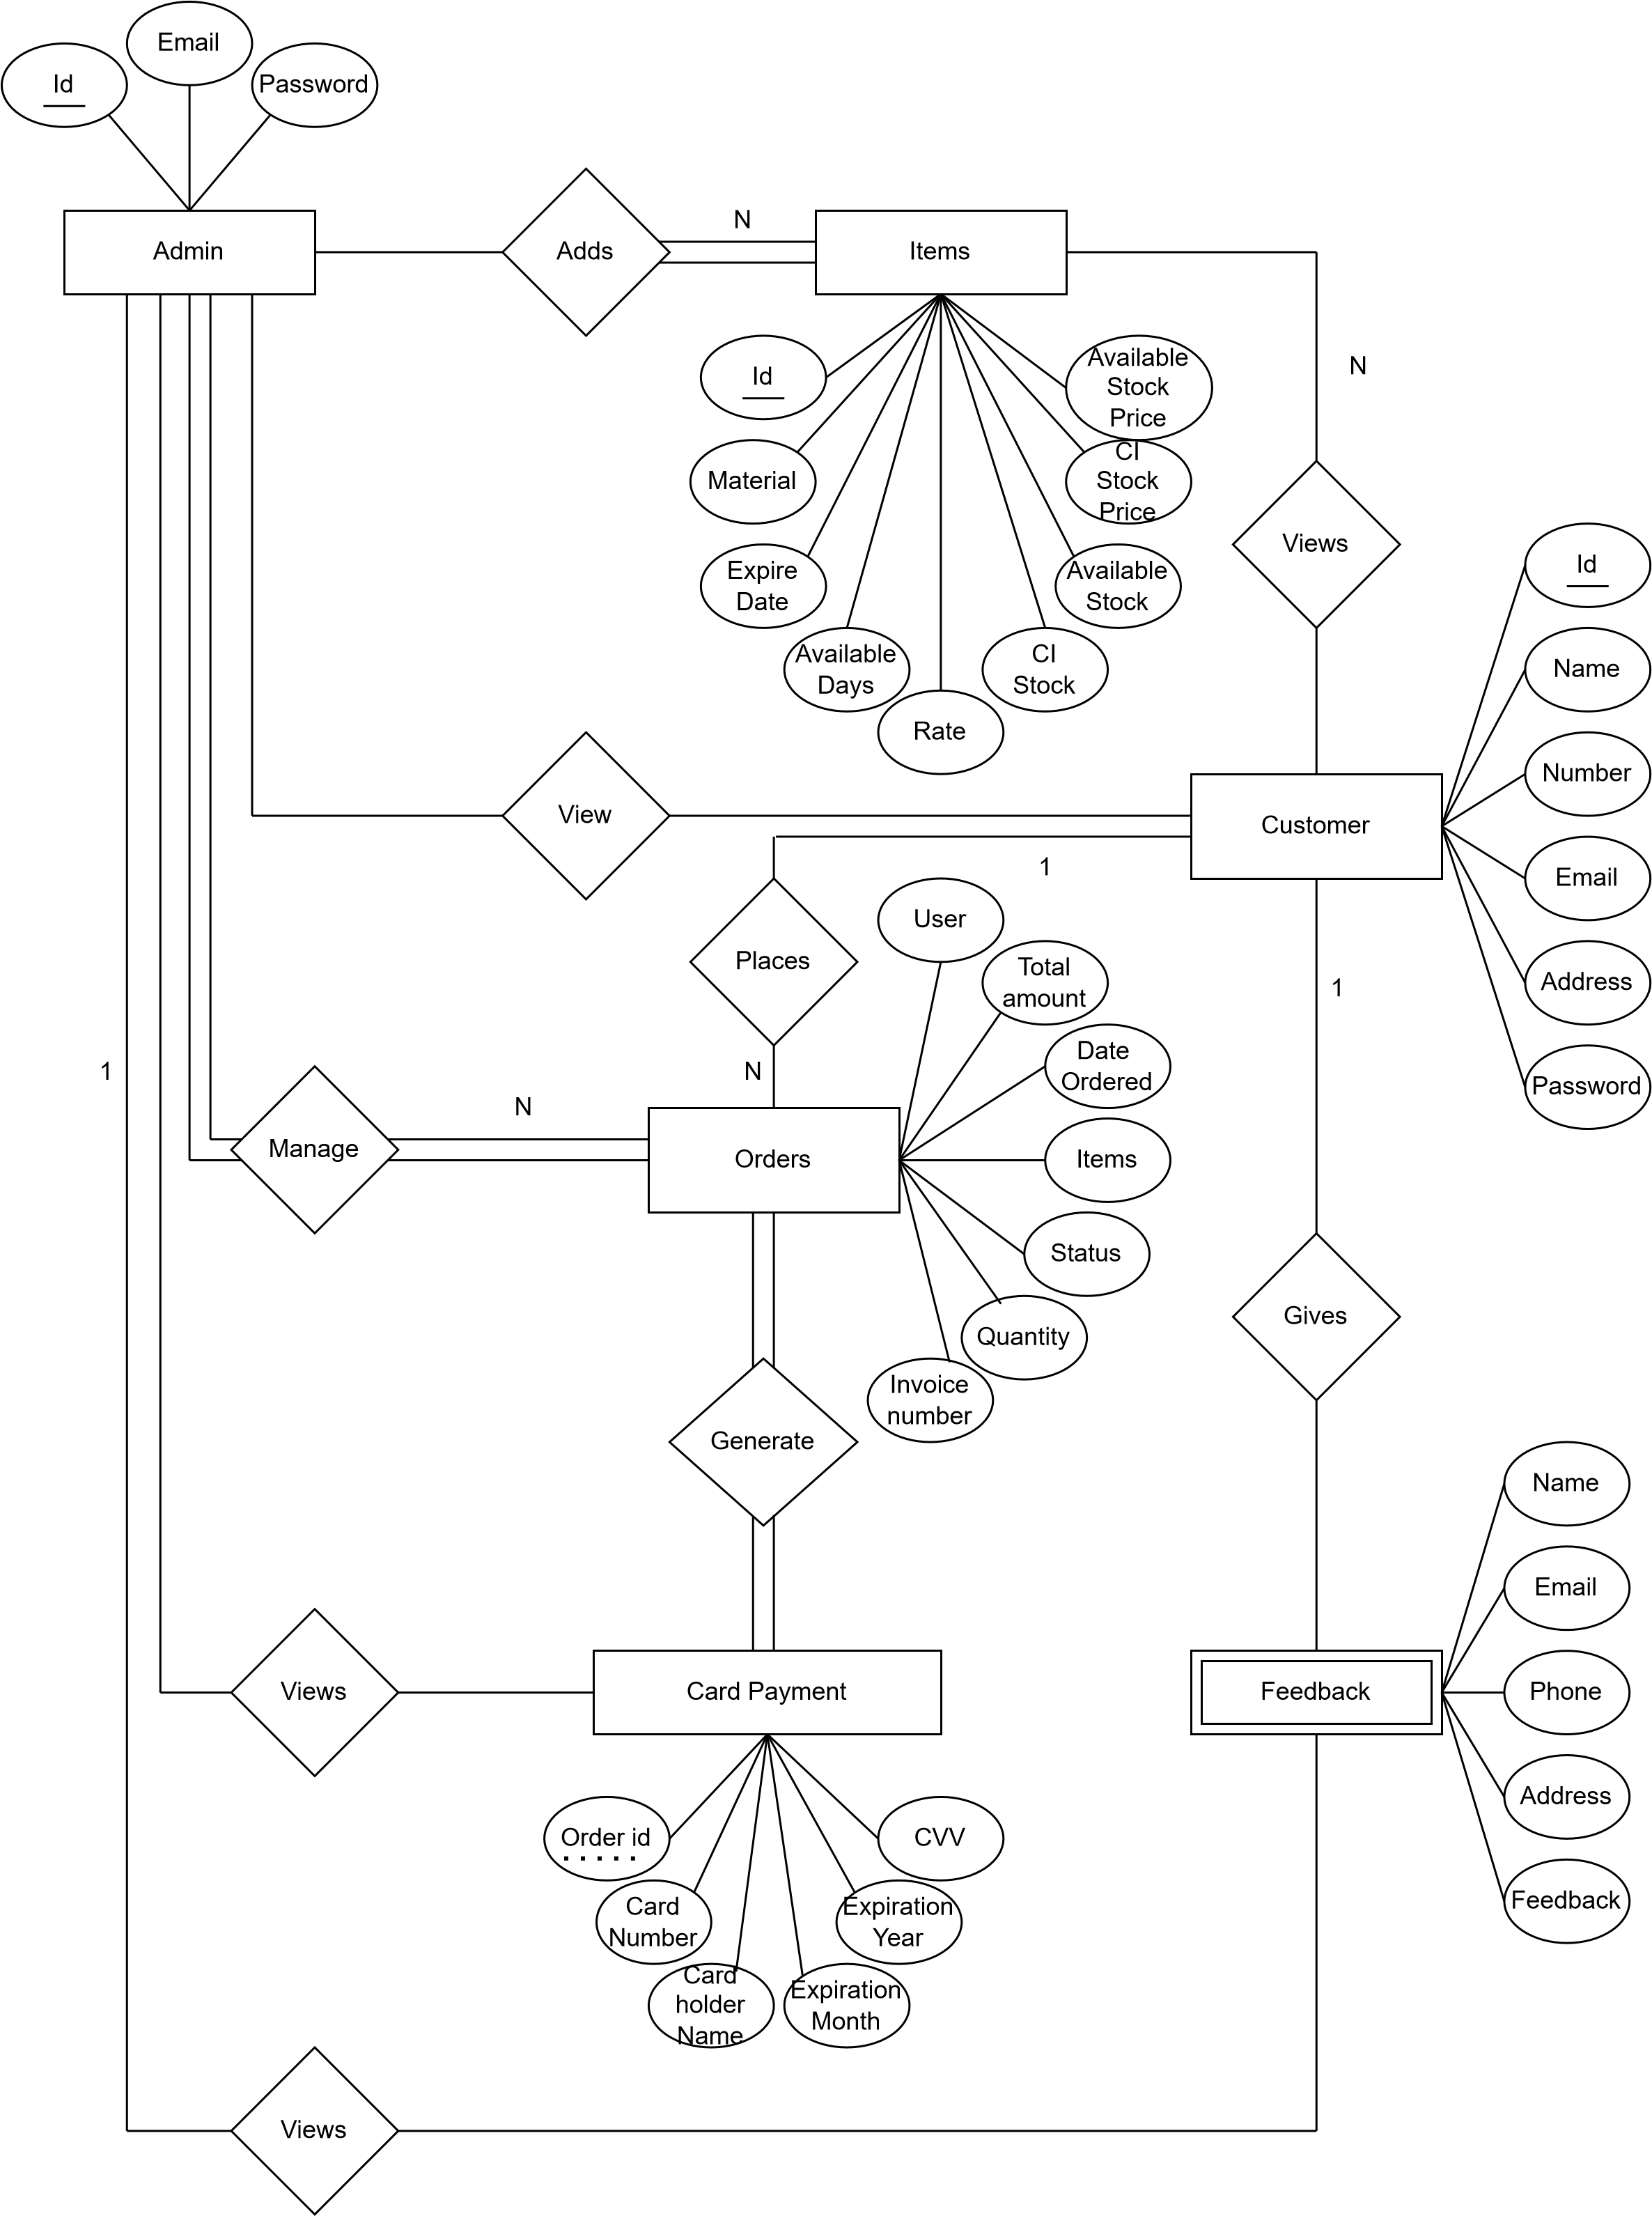 Email
Id
Password
Admin
Adds
N
Items
N
Id
Material
Expire
Date
Available
Days
Rate
CI
Stock
Available
Stock
CI
Stock
Price
Available
Stock
Price
Views
Id
Name
Number
Email
Address
Password
View
Customer
1
Places
N
User
Total
amount
Date
Ordered
Items
Status
Quantity
Invoice
number
1
1
Manage
N
Orders
Gives
Generate
Name
Email
Phone
Address
Feedback
Views
Card Payment
Feedback
Order id
Card
Number
Card
holder
Name
Expiration
Month
Expiration
Year
CVV
Views